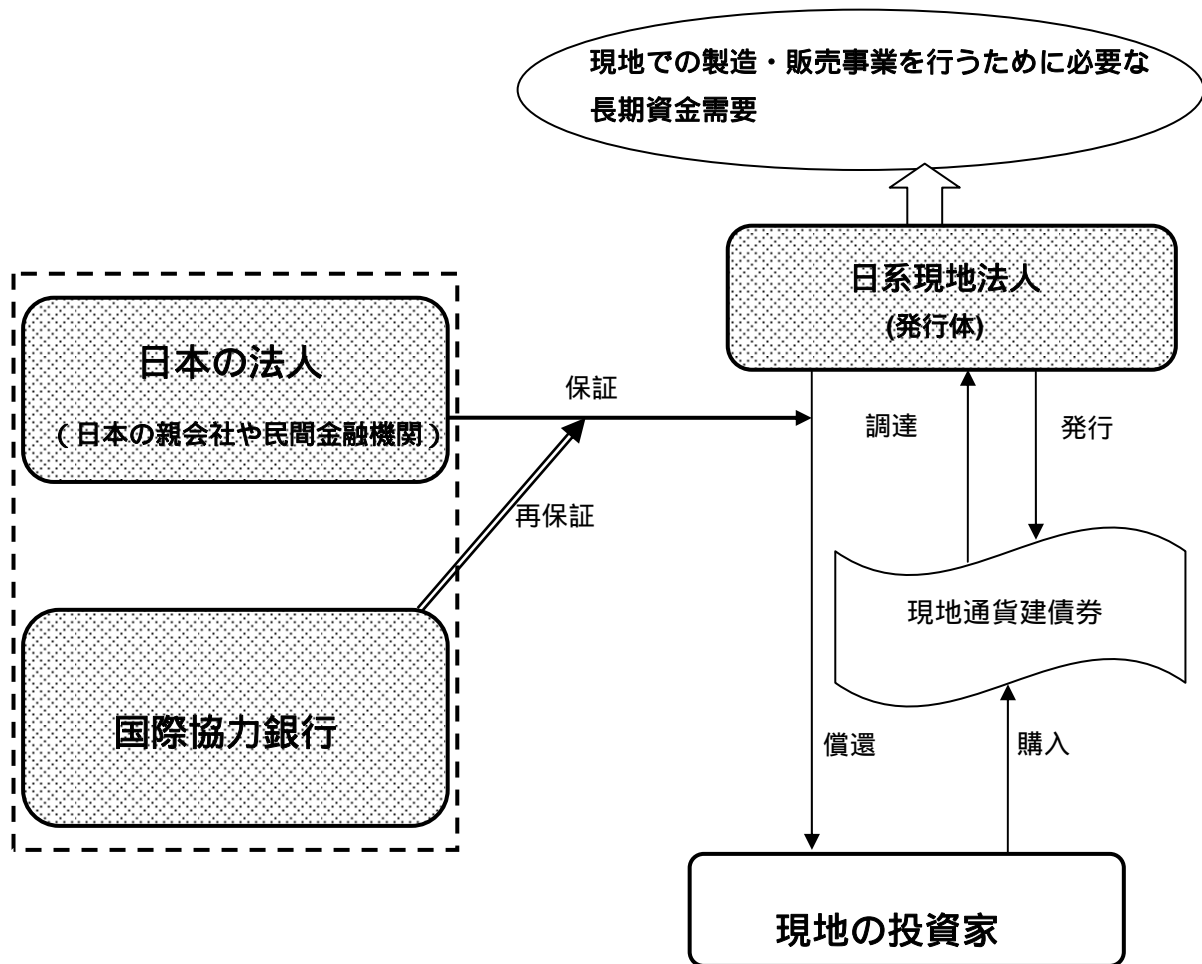 現地での製造・販売事業を行うために必要な
長期資金需要
日系現地法人
(発行体)
日本の法人
（日本の親会社や民間金融機関）
保証
調達
発行
再保証
現地通貨建債券
国際協力銀行
償還
購入
現地の投資家